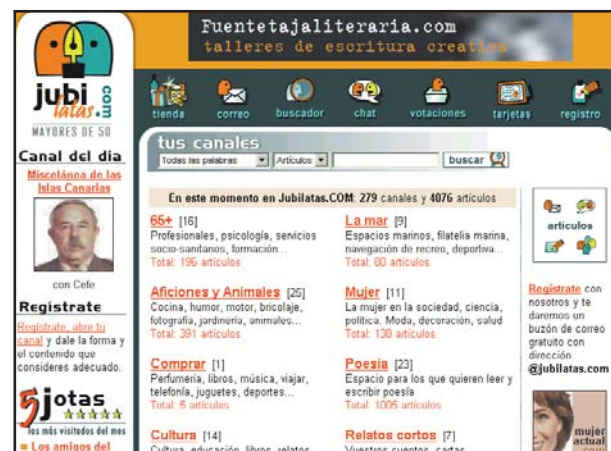 Fuentetajaliteraria.com
talleres de escritura creativa
jubilatas.com
MAYORES DE 50
tienda
correo
buscador
chat
votaciones
tarjetas
registro
tus canales
Todas las palabras
Artículos
buscar
Canal del día
Miscelánea de las
Islas Canarias
con Cefe
Regístrate
Regístrate, abre tu
canal y dale la forma y
el contenido que
consideres adecuado.
5jotas
los más visitados del mes
Los amigos del
En este momento en Jubilatas.COM: 279 canales y 4076 artículos
65+ [16]
Profesionales, psicología, servicios
socio-sanitarios, formación...
Total: 196 artículos
Aficiones y Animales [25]
Cocina, humor, motor, bricolaje,
fotografía, jardinería, animales...
Total: 391 artículos
Comprar [1]
Perfumería, libros, música, viajar,
telefonía, juguetes, deportes...
Total: 5 artículos
Cultura [14]
Cultura, educación, libros, relatos
La mar [9]
Espacios marinos, filatelia marina,
navegación de recreo, deportiva...
Total: 80 artículos
Mujer [11]
La mujer en la sociedad, ciencia,
política. Moda, decoración, salud
Total: 138 artículos
Poesía [23]
Espacio para los que quieren leer y
escribir poesía
Total: 1005 artículos
Relatos cortos [7]
Vuestros cuentos, cartas
artículos
Regístrate con
nosotros y te
daremos un
buzón de correo
gratuito con
dirección
@jubilatas.com
mujer
actual
.com